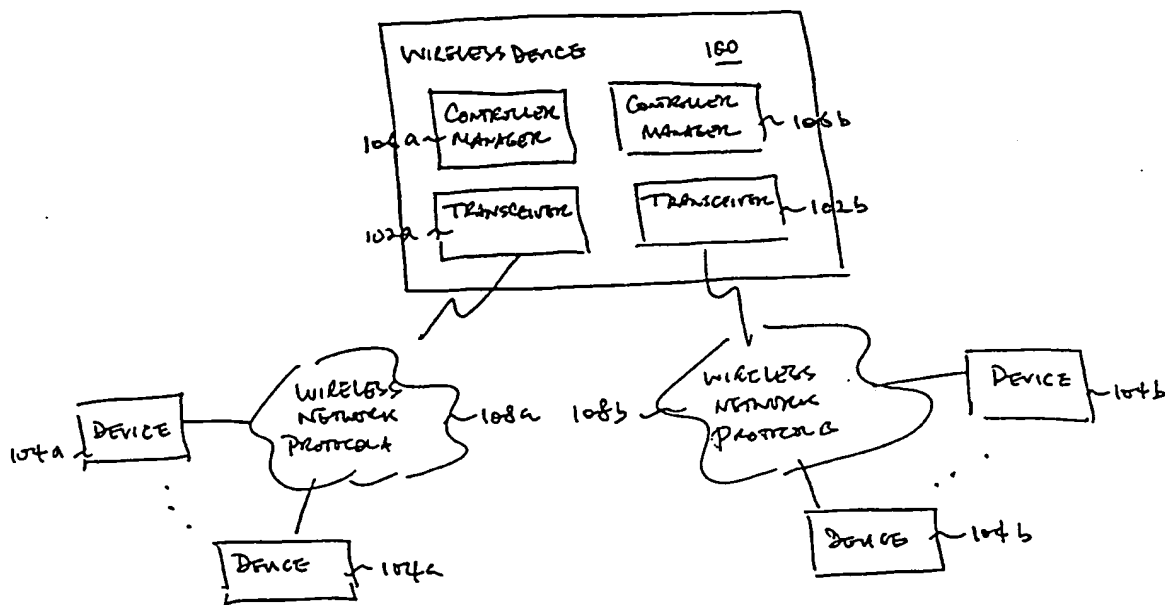 WIRELESS DEVICE 100
CONTROLLER
MANAGER
106a
CONTROLLER
MANAGER
106b
TRANSCEIVER
102a
TRANSCEIVER
102b
WIRELESS
NETWORK
PROTOCOL A
108a
108b
WIRELESS
NETWORK
PROTOCOL B
DEVICE
104a
DEVICE
104b
DEVICE
104a
DEVICE
104b